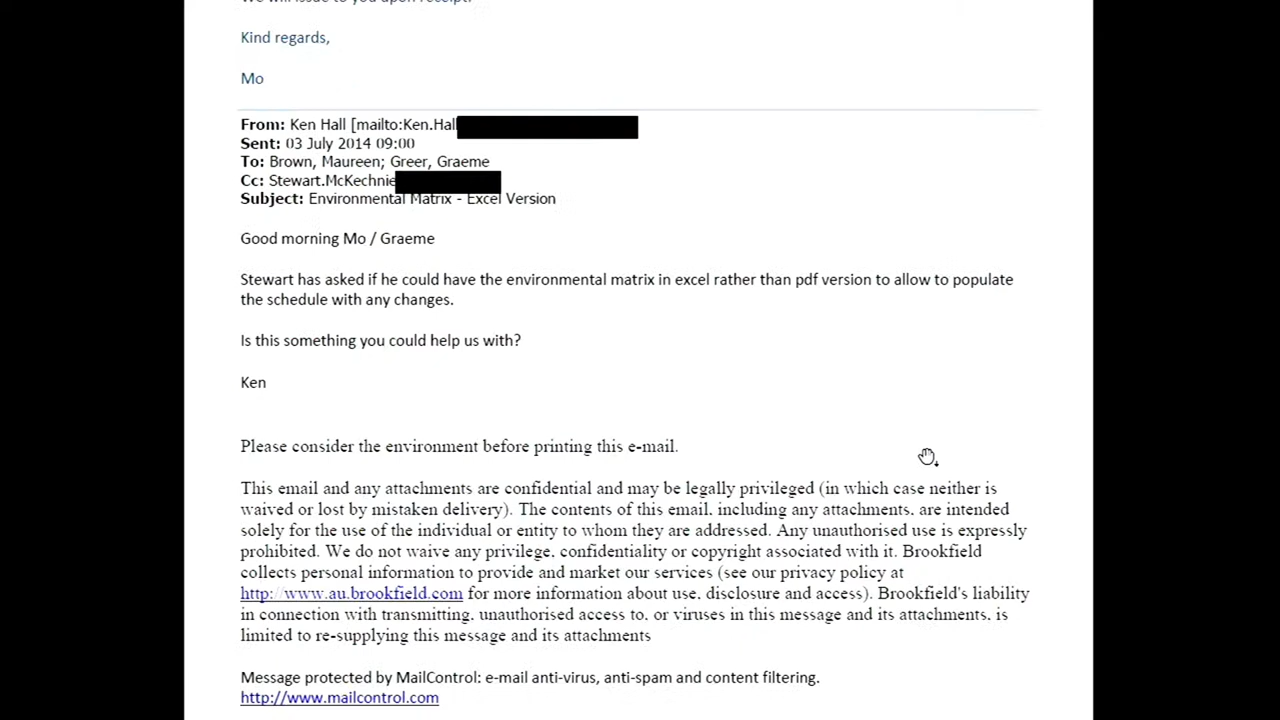 We will issue to you upon receipt.
Kind regards,
Mo
From: Ken Hall [mailto:Ken.Hall
Sent: 03 July 2014 09:00
To: Brown, Maureen; Greer, Graeme
Cc: Stewart.McKechnie
Subject: Environmental Matrix - Excel Version
Good morning Mo / Graeme
Stewart has asked if he could have the environmental matrix in excel rather than pdf version to allow to populate
the schedule with any changes.
Is this something you could help us with?
Ken
Please consider the environment before printing this e-mail.
This email and any attachments are confidential and may be legally privileged (in which case neither is
waived or lost by mistaken delivery). The contents of this email, including any attachments, are intended
solely for the use of the individual or entity to whom they are addressed. Any unauthorised use is expressly
prohibited. We do not waive any privilege, confidentiality or copyright associated with it. Brookfield
collects personal information to provide and market our services (see our privacy policy at
http://www.au.brookfield.com for more information about use, disclosure and access). Brookfield's liability
in connection with transmitting, unauthorised access to, or viruses in this message and its attachments, is
limited to re-supplying this message and its attachments
Message protected by MailControl: e-mail anti-virus, anti-spam and content filtering.
http://www.mailcontrol.com